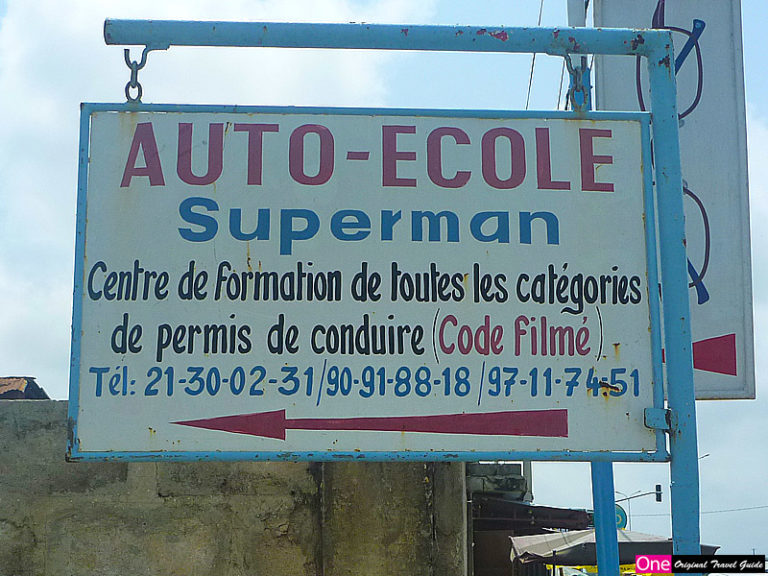 AUTO-ECOLE
Superman
Centre de formation de toutes les catégories
de permis de conduire (Code filmé)
Tél: 21-30-02-31/90-91-88-18/97-11-74-51
One Original Travel Guide